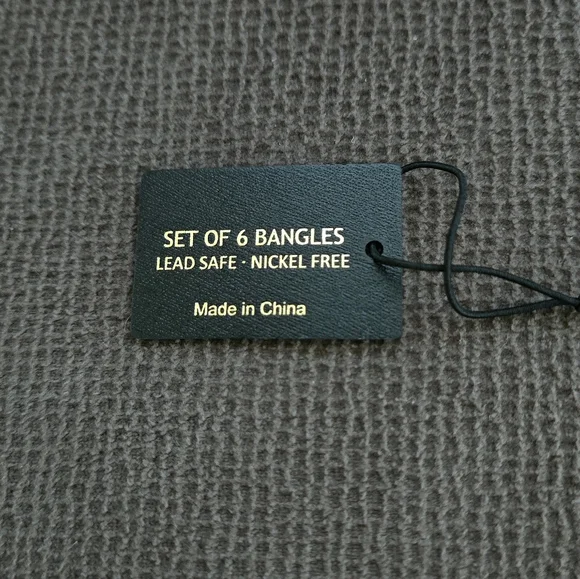 SET OF 6 BANGLES
LEAD SAFE · NICKEL FREE
Made in China